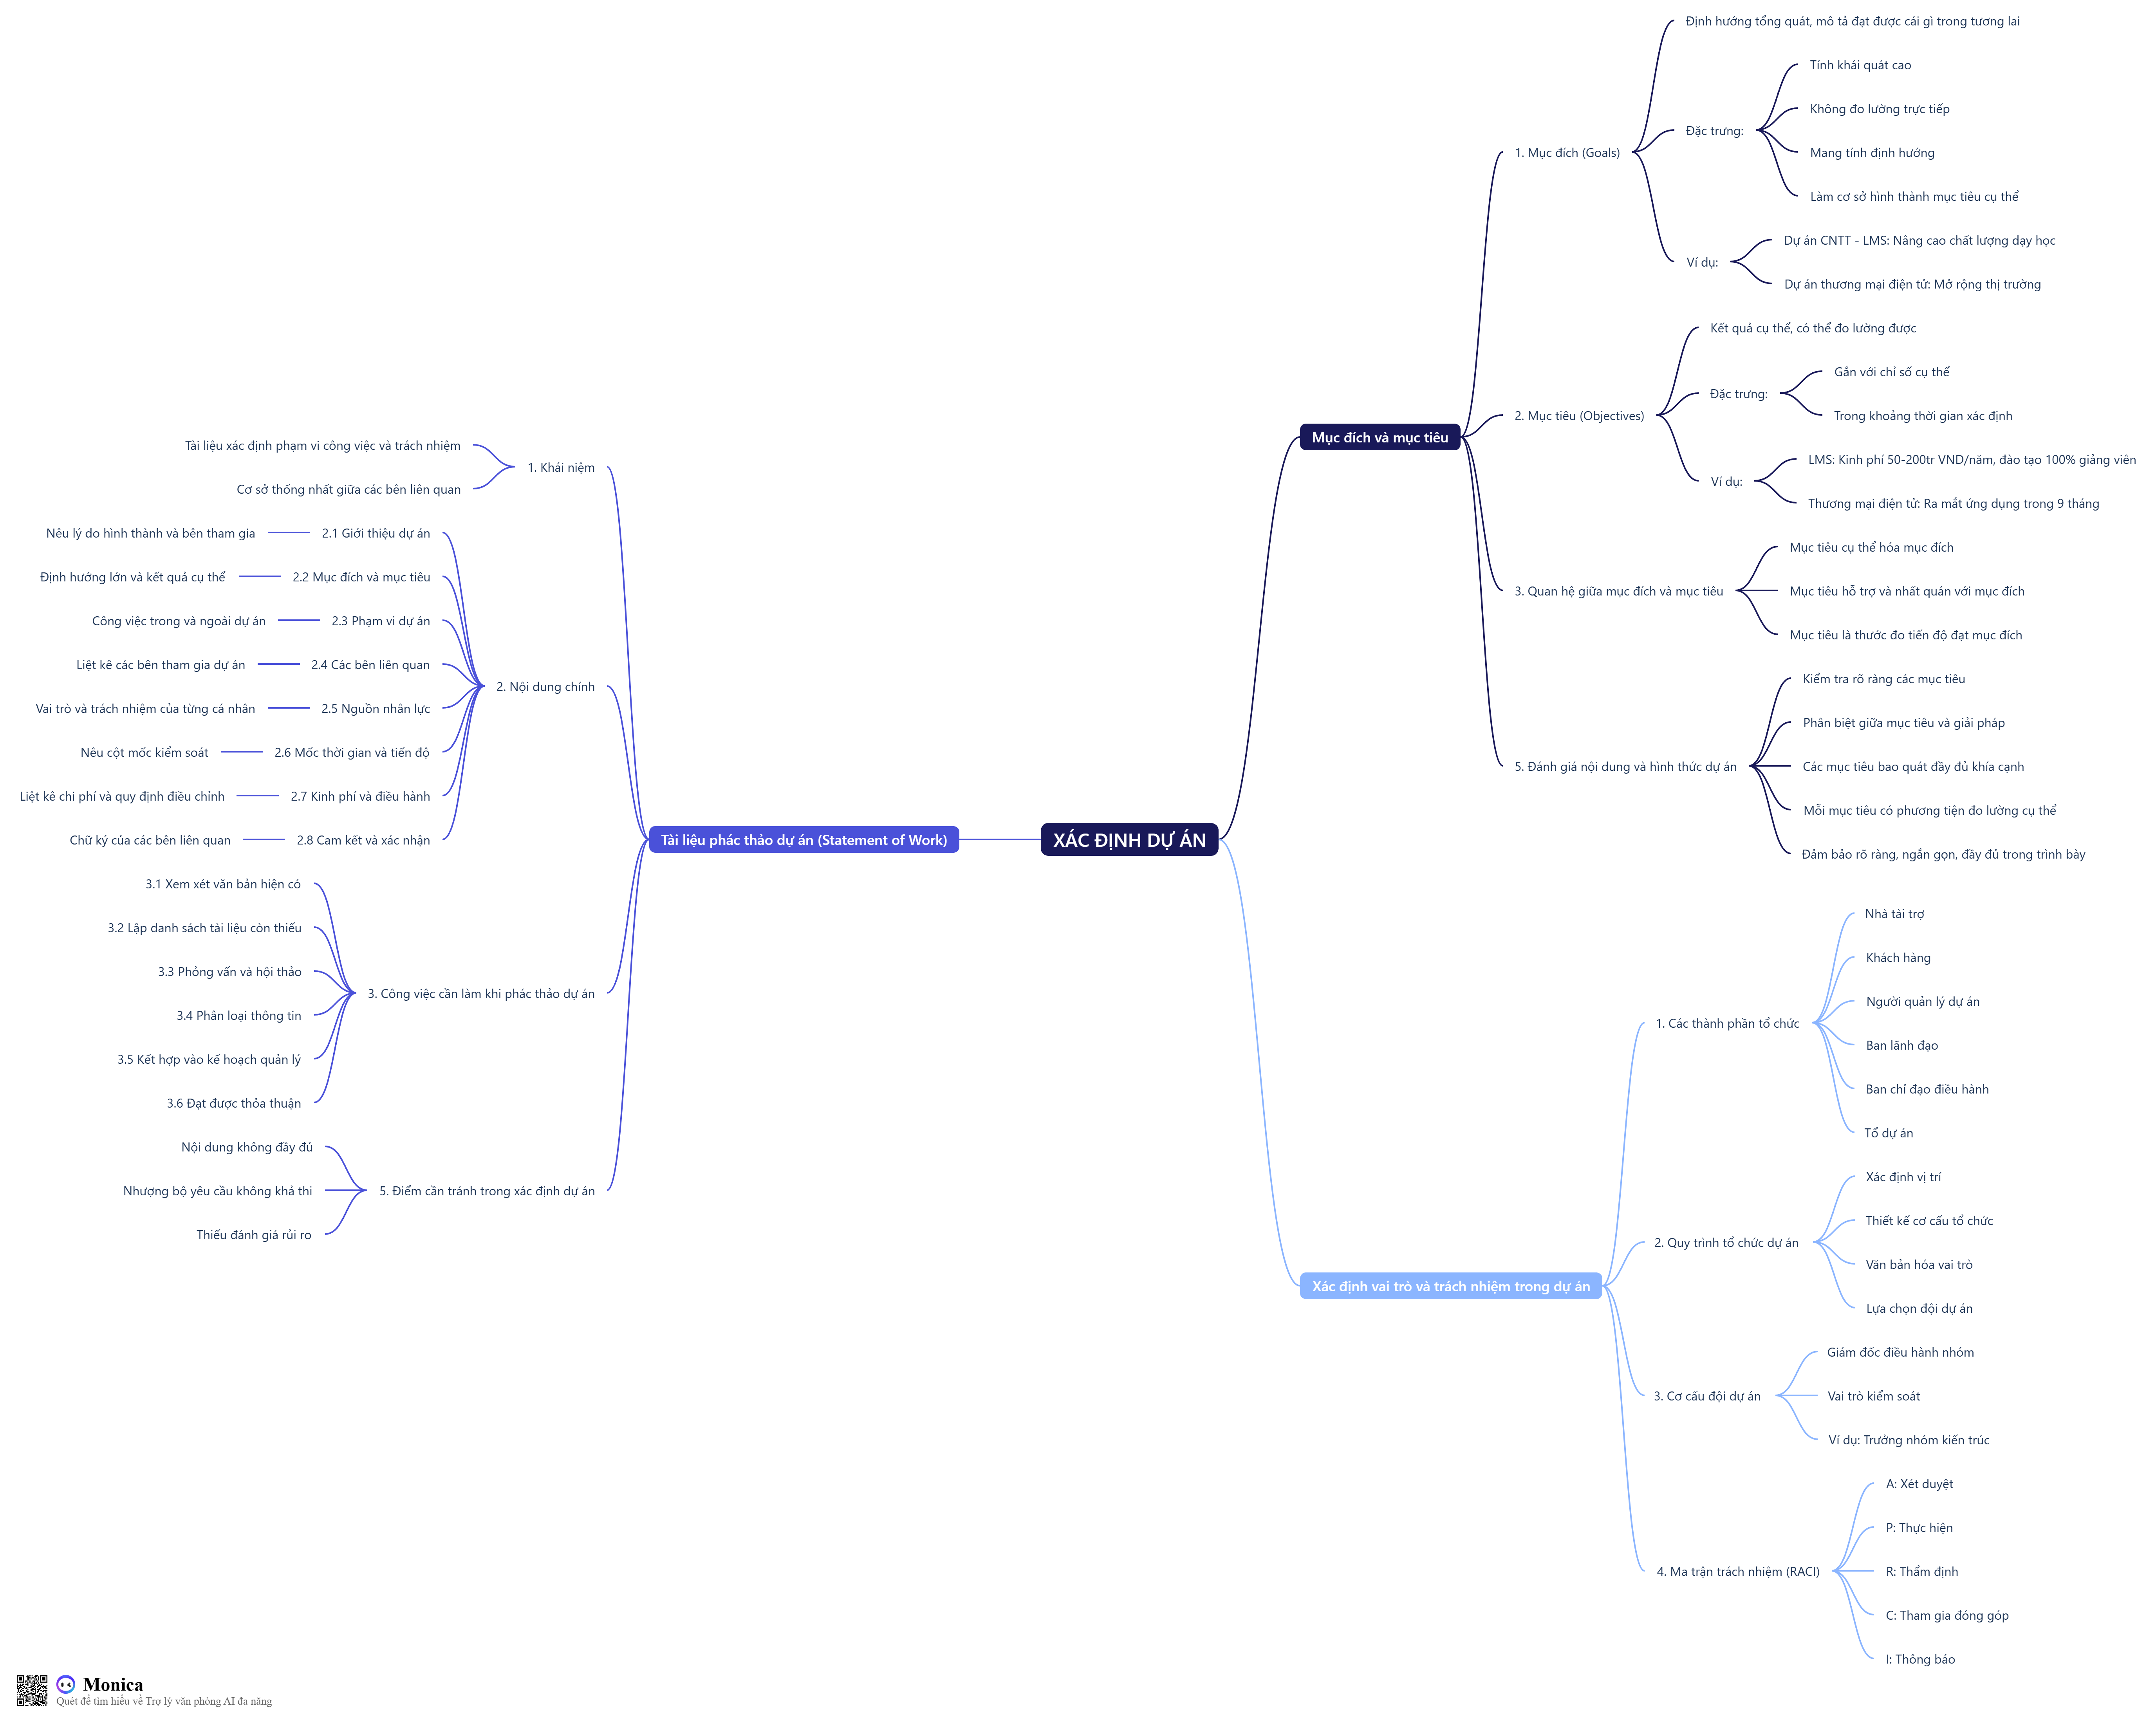 XÁC ĐỊNH DỰ ÁN
Mục đích và mục tiêu
1. Mục đích (Goals)
Định hướng tổng quát, mô tả đạt được cái gì trong tương lai
Đặc trưng:
Tính khái quát cao
Không đo lường trực tiếp
Mang tính định hướng
Làm cơ sở hình thành mục tiêu cụ thể
Ví dụ:
Dự án CNTT - LMS: Nâng cao chất lượng dạy học
Dự án thương mại điện tử: Mở rộng thị trường
2. Mục tiêu (Objectives)
Kết quả cụ thể, có thể đo lường được
Đặc trưng:
Gắn với chỉ số cụ thể
Trong khoảng thời gian xác định
Ví dụ:
LMS: Kinh phí 50-200tr VND/năm, đào tạo 100% giảng viên
Thương mại điện tử: Ra mắt ứng dụng trong 9 tháng
3. Quan hệ giữa mục đích và mục tiêu
Mục tiêu cụ thể hóa mục đích
Mục tiêu hỗ trợ và nhất quán với mục đích
Mục tiêu là thước đo tiến độ đạt mục đích
5. Đánh giá nội dung và hình thức dự án
Kiểm tra rõ ràng các mục tiêu
Phân biệt giữa mục tiêu và giải pháp
Các mục tiêu bao quát đầy đủ khía cạnh
Mỗi mục tiêu có phương tiện đo lường cụ thể
Đảm bảo rõ ràng, ngắn gọn, đầy đủ trong trình bày
Xác định vai trò và trách nhiệm trong dự án
1. Các thành phần tổ chức
Nhà tài trợ
Khách hàng
Người quản lý dự án
Ban lãnh đạo
Ban chỉ đạo điều hành
Tổ dự án
2. Quy trình tổ chức dự án
Xác định vị trí
Thiết kế cơ cấu tổ chức
Văn bản hóa vai trò
Lựa chọn đội dự án
3. Cơ cấu đội dự án
Giám đốc điều hành nhóm
Vai trò kiểm soát
Ví dụ: Trưởng nhóm kiến trúc
4. Ma trận trách nhiệm (RACI)
A: Xét duyệt
P: Thực hiện
R: Thẩm định
C: Tham gia đóng góp
I: Thông báo
Tài liệu phác thảo dự án (Statement of Work)
1. Khái niệm
Tài liệu xác định phạm vi công việc và trách nhiệm
Cơ sở thống nhất giữa các bên liên quan
2. Nội dung chính
2.1 Giới thiệu dự án
Nêu lý do hình thành và bên tham gia
2.2 Mục đích và mục tiêu
Định hướng lớn và kết quả cụ thể
2.3 Phạm vi dự án
Công việc trong và ngoài dự án
2.4 Các bên liên quan
Liệt kê các bên tham gia dự án
2.5 Nguồn nhân lực
Vai trò và trách nhiệm của từng cá nhân
2.6 Mốc thời gian và tiến độ
Nêu cột mốc kiểm soát
2.7 Kinh phí và điều hành
Liệt kê chi phí và quy định điều chỉnh
2.8 Cam kết và xác nhận
Chữ ký của các bên liên quan
3. Công việc cần làm khi phác thảo dự án
3.1 Xem xét văn bản hiện có
3.2 Lập danh sách tài liệu còn thiếu
3.3 Phỏng vấn và hội thảo
3.4 Phân loại thông tin
3.5 Kết hợp vào kế hoạch quản lý
3.6 Đạt được thỏa thuận
5. Điểm cần tránh trong xác định dự án
Nội dung không đầy đủ
Nhượng bộ yêu cầu không khả thi
Thiếu đánh giá rủi ro
Monica
Quét để tìm hiểu về Trợ lý văn phòng AI đa năng